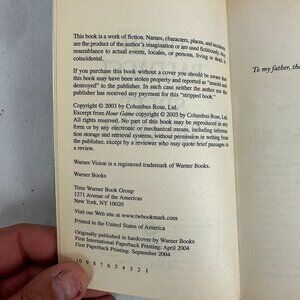 This book is a work of fiction. Names, characters, places, and incidents
are the product of the author's imagination or are used fictitiously. Any
resemblance to actual events, locales, or persons, living or dead, is
coincidental.
If you purchase this book without a cover you should be aware that
this book may have been stolen property and reported as "unsold and
destroyed" to the publisher. In such case neither the author nor the
publisher has received any payment for this "stripped book."
Copyright © 2003 by Columbus Rose, Ltd.
Excerpt from Hour Game copyright © 2003 by Columbus Rose, Ltd.
All rights reserved. No part of this book may be reproduced in any
form or by any electronic or mechanical means, including informa-
tion storage and retrieval systems, without permission in writing from
the publisher, except by a reviewer who may quote brief passages in
a review.
Warner Vision is a registered trademark of Warner Books.
Warner Books
Time Warner Book Group
1271 Avenue of the Americas
New York, NY 10020
Visit our Web site at www.twbookmark.com
Printed in the United States of America
Originally published in hardcover by Warner Books
First International Paperback Printing: April 2004
First Paperback Printing: September 2004
10 9 8 7 6 5 4 3 2 1
To my father, the